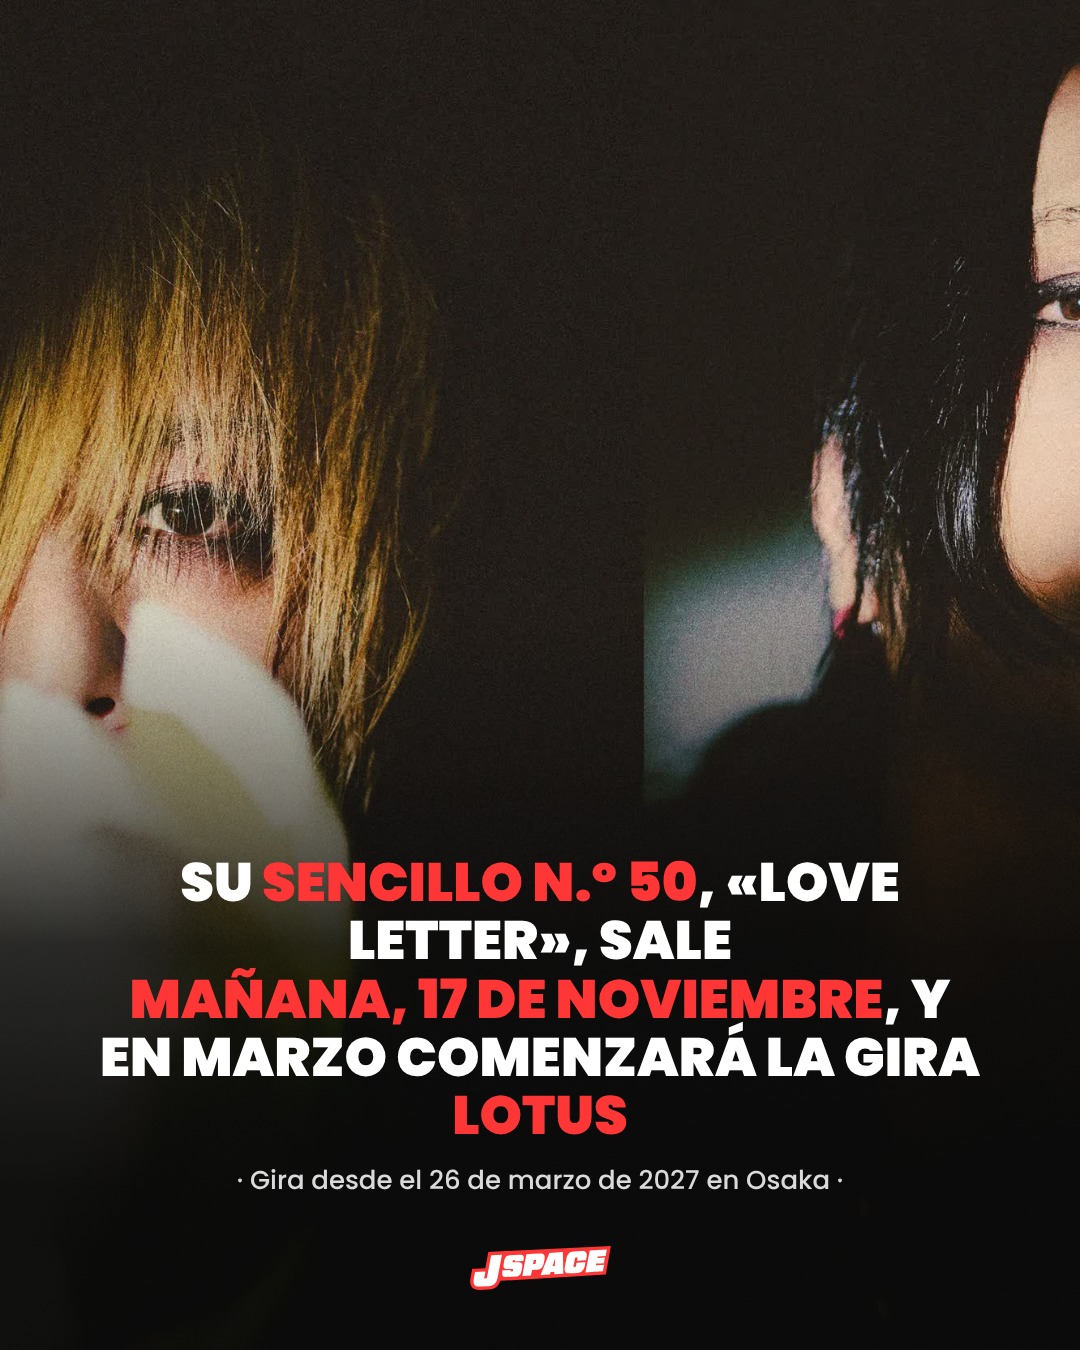 SU SENCILLO N.º 50, «LOVE
LETTER», SALE
MAÑANA, 17 DE NOVIEMBRE, Y
EN MARZO COMENZARÁ LA GIRA
LOTUS
· Gira desde el 26 de marzo de 2027 en Osaka ·
JSPACE